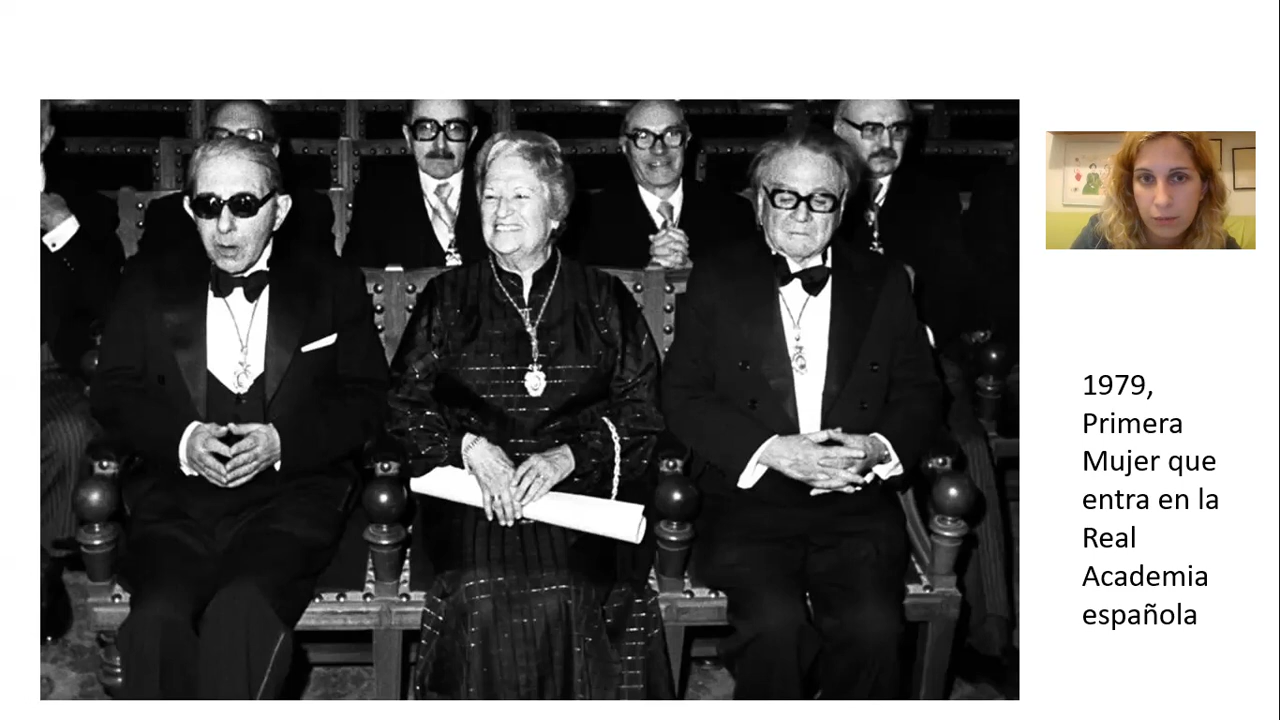 1979,
Primera
Mujer que
entra en la
Real
Academia
española